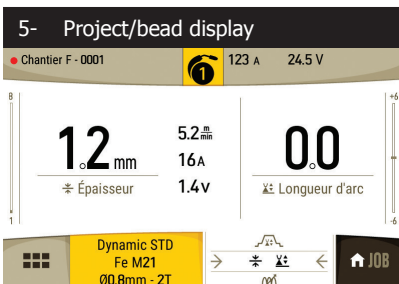 5- Project/bead display
Chantier F - 0001
1
123 A 24.5 V
8
+6
1.2 mm
5.2 m/min
16 A
1.4 V
0.0
Épaisseur
Longueur d'arc
1
-6
Dynamic STD
Fe M21
Ø0.8mm - 2T
JOB